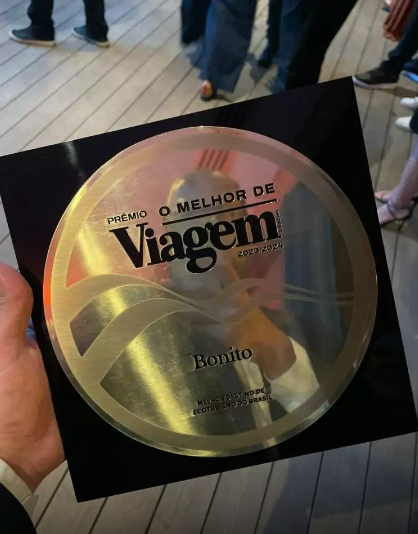 PRÊMIO O MELHOR DE
Viagem
2023.2024
Bonito
MELHOR DESTINO DE
ECOTURISMO DO BRASIL